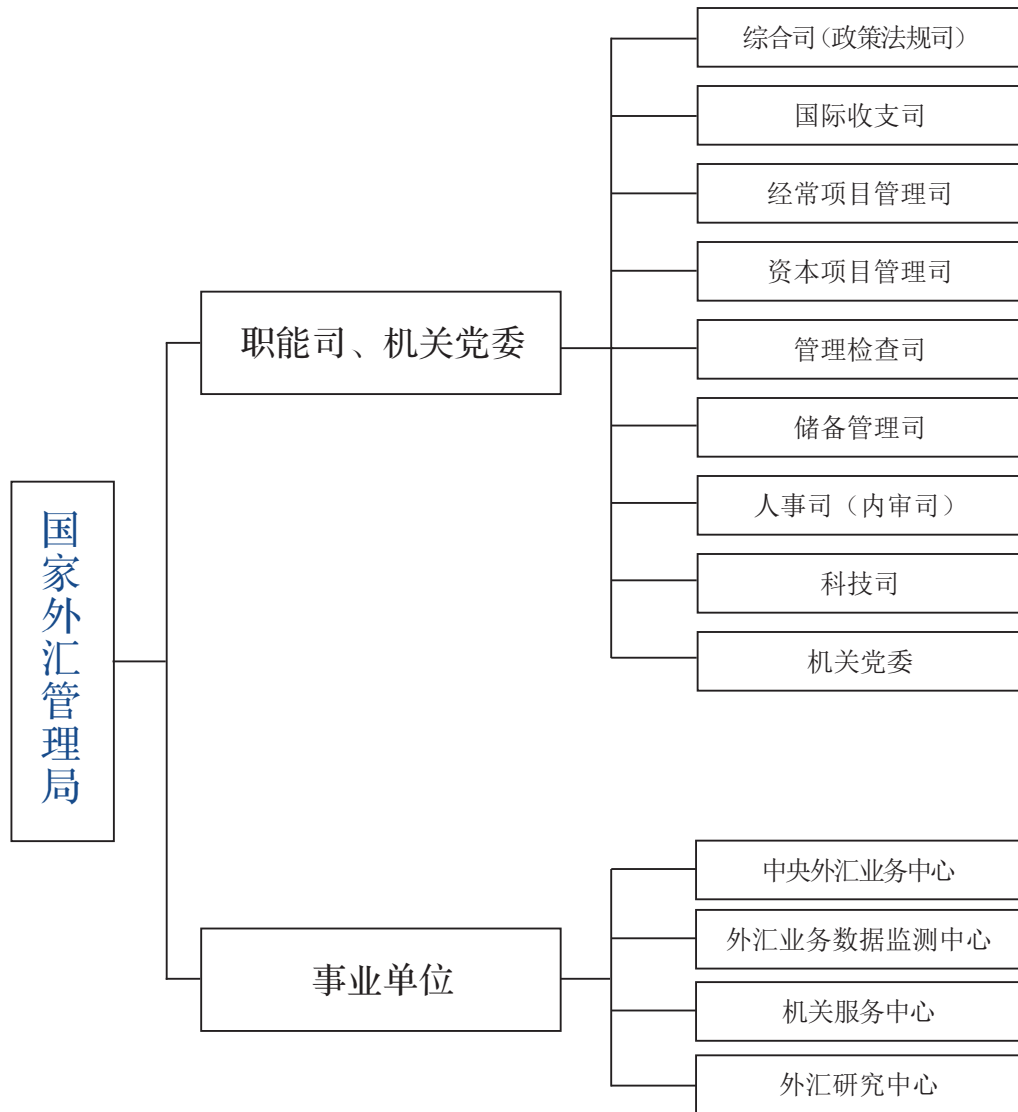 国家外汇管理局
职能司、机关党委
综合司（政策法规司）
国际收支司
经常项目管理司
资本项目管理司
管理检查司
储备管理司
人事司（内审司）
科技司
机关党委
事业单位
中央外汇业务中心
外汇业务数据监测中心
机关服务中心
外汇研究中心